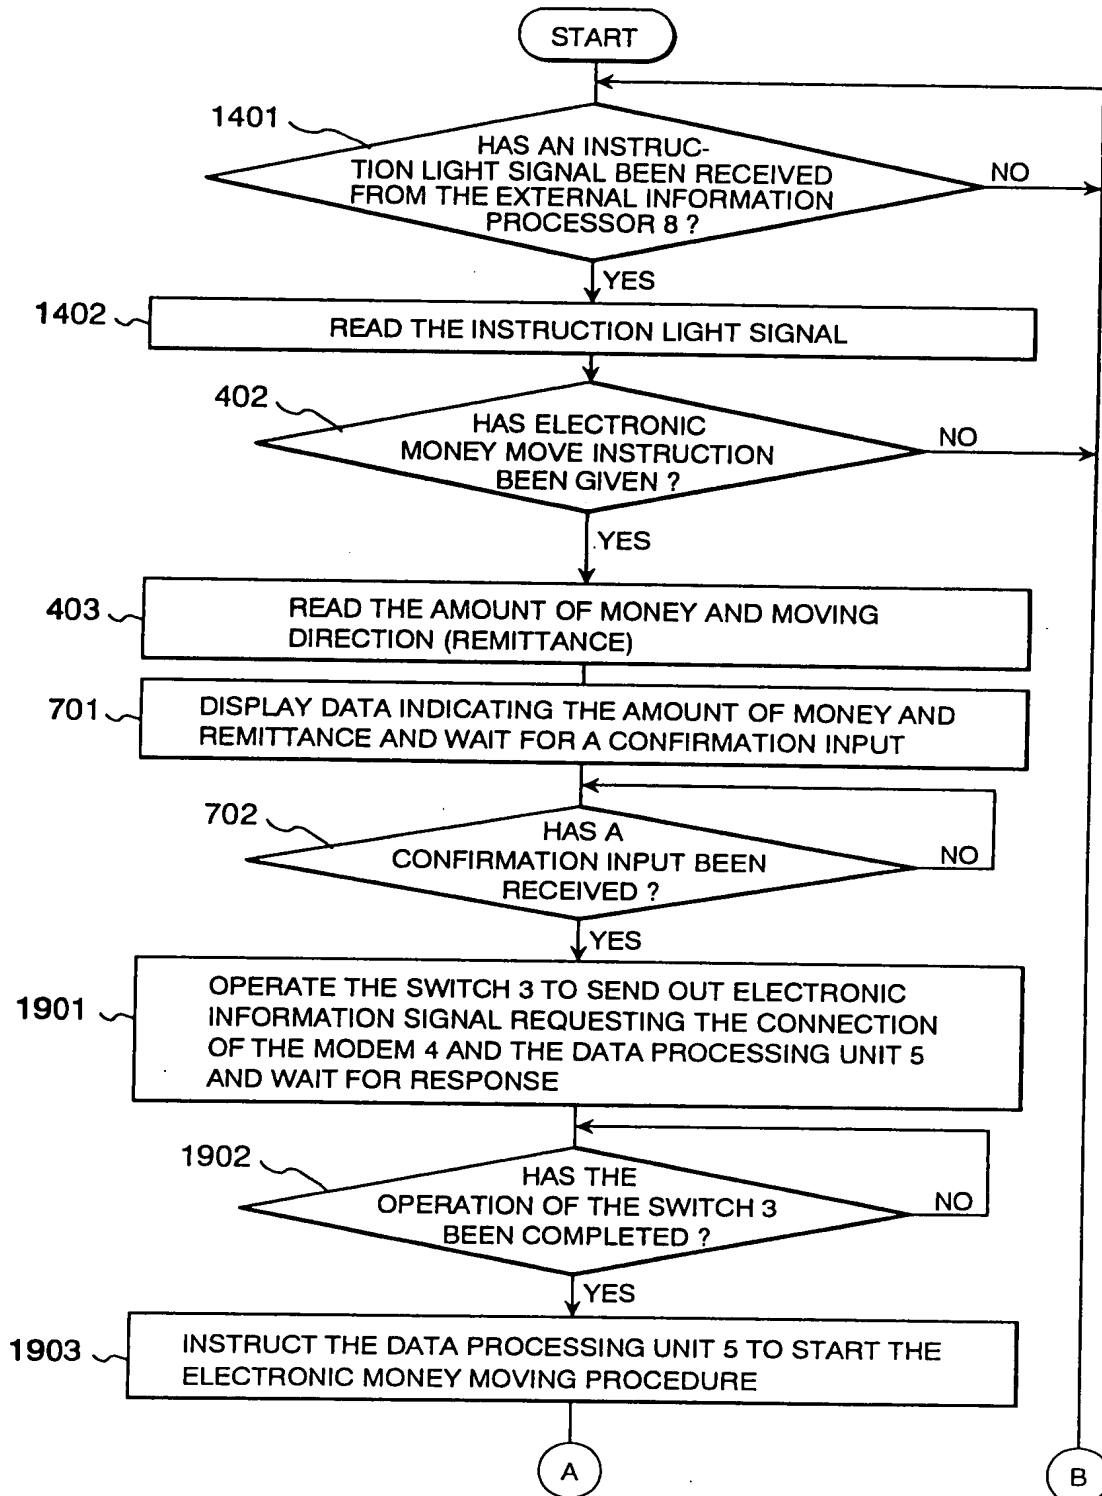 START
1401
HAS AN INSTRUC-
TION LIGHT SIGNAL BEEN RECEIVED
FROM THE EXTERNAL INFORMATION
PROCESSOR 8 ?
NO
YES
1402
READ THE INSTRUCTION LIGHT SIGNAL
402
HAS ELECTRONIC
MONEY MOVE INSTRUCTION
BEEN GIVEN ?
NO
YES
403
READ THE AMOUNT OF MONEY AND MOVING
DIRECTION (REMITTANCE)
701
DISPLAY DATA INDICATING THE AMOUNT OF MONEY AND
REMITTANCE AND WAIT FOR A CONFIRMATION INPUT
702
HAS A
CONFIRMATION INPUT BEEN
RECEIVED ?
NO
YES
1901
OPERATE THE SWITCH 3 TO SEND OUT ELECTRONIC
INFORMATION SIGNAL REQUESTING THE CONNECTION
OF THE MODEM 4 AND THE DATA PROCESSING UNIT 5
AND WAIT FOR RESPONSE
1902
HAS THE
OPERATION OF THE SWITCH 3
BEEN COMPLETED ?
NO
YES
1903
INSTRUCT THE DATA PROCESSING UNIT 5 TO START THE
ELECTRONIC MONEY MOVING PROCEDURE
A
B